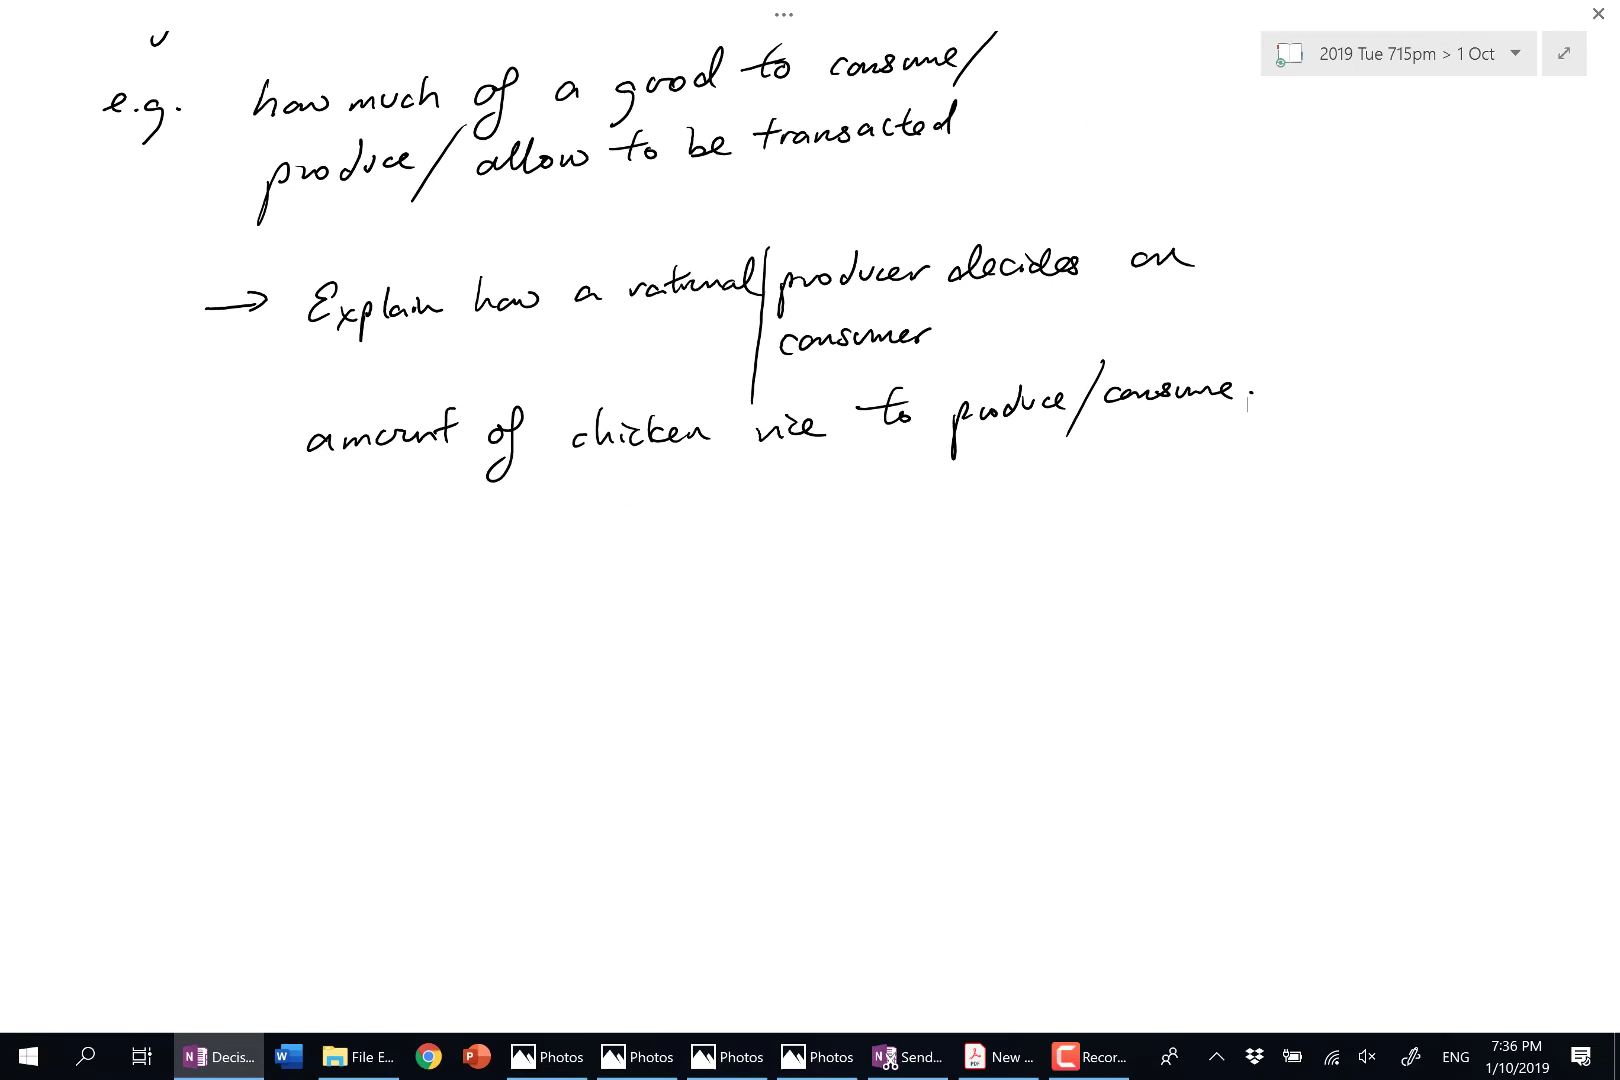 2019 Tue 715pm > 1 Oct
e.g. how much of a good to consume/
produce/allow to be transacted
→ Explain how a rational producer decides on
consumer
amount of chicken rice to produce/consume.
Decis...
File E...
Photos
Photos
Photos
Photos
Send...
New ...
Recor...
ENG
7:36 PM
1/10/2019